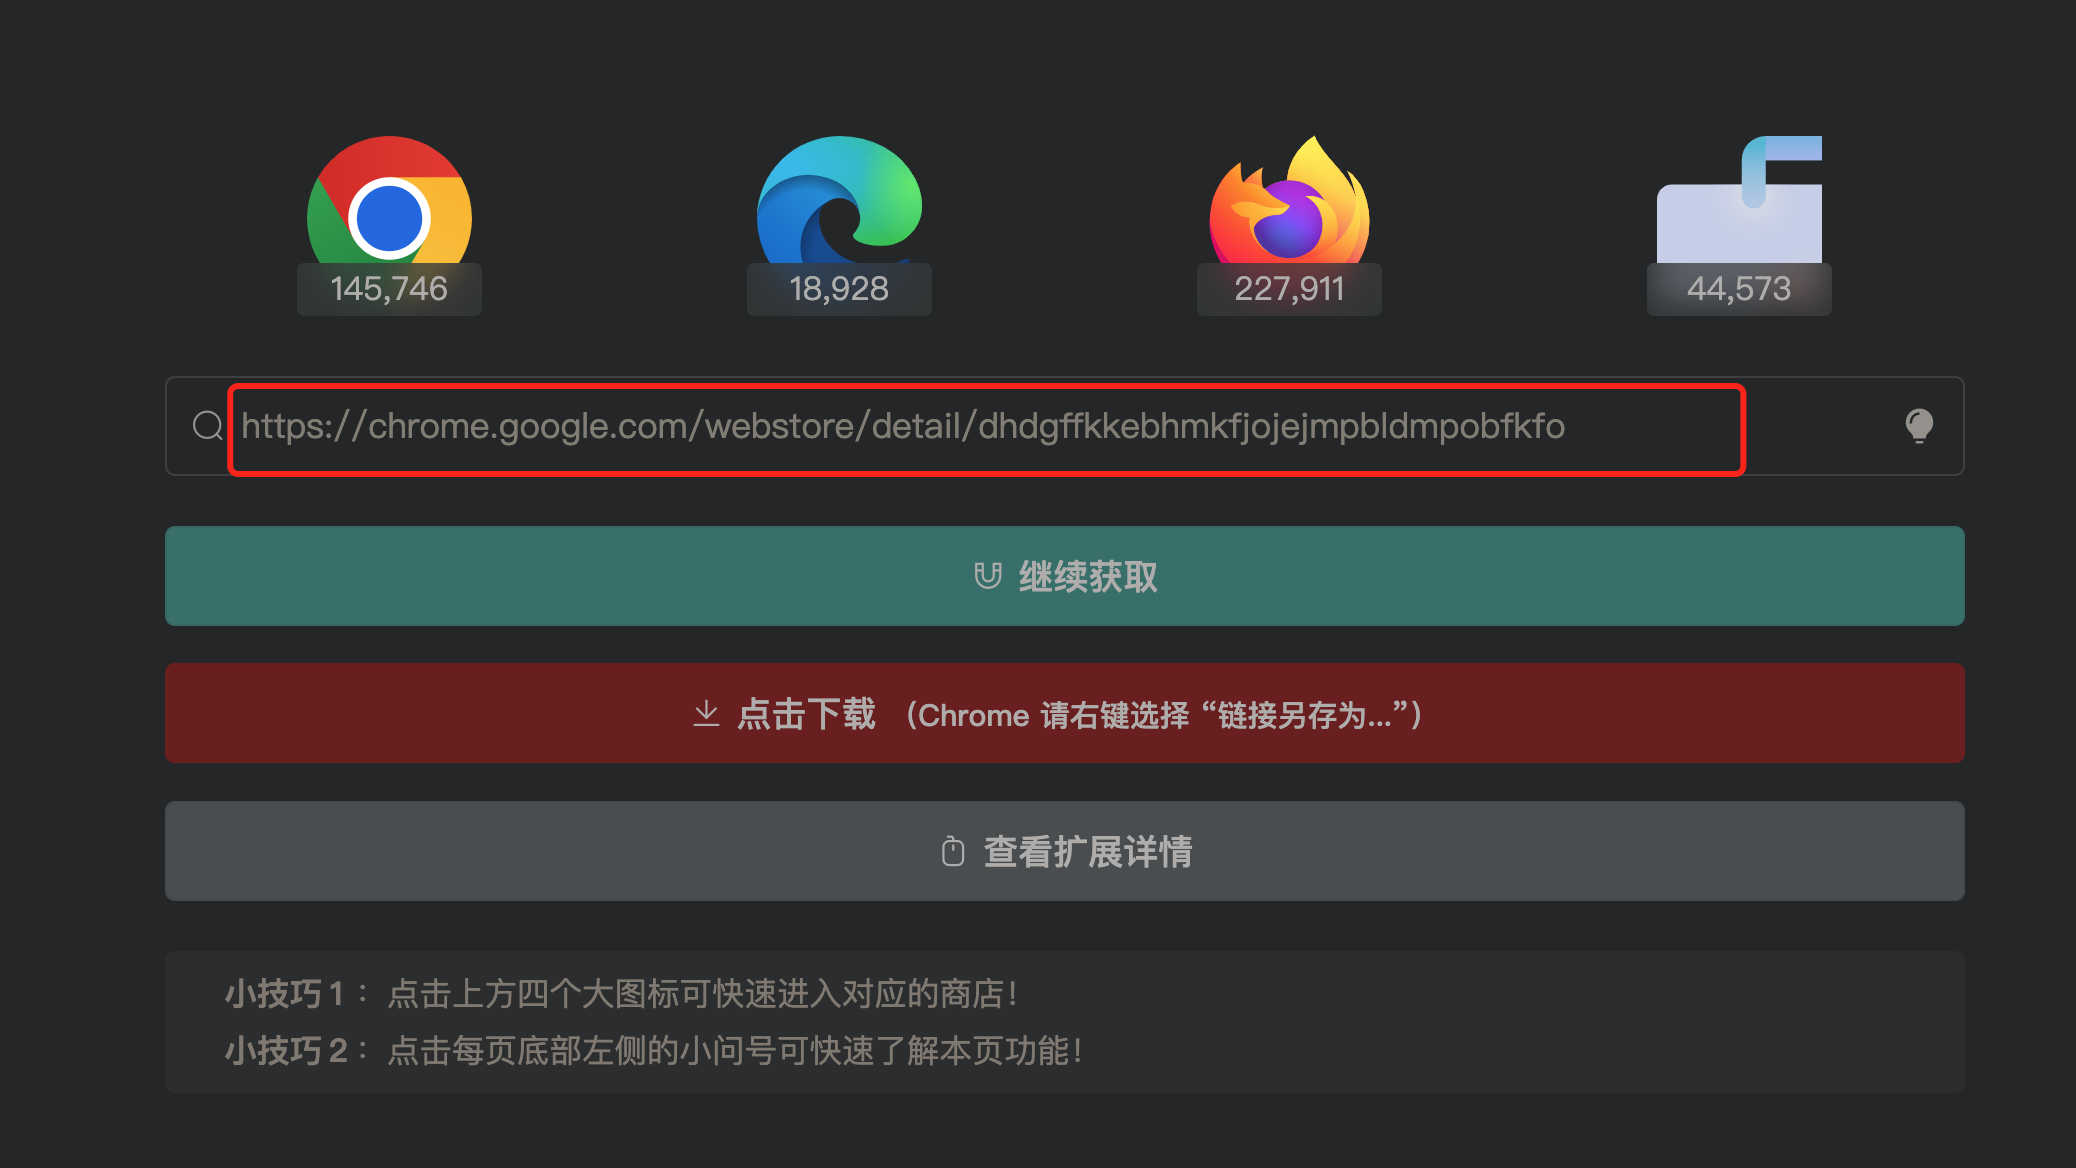 145,746
18,928
227,911
44,573
https://chrome.google.com/webstore/detail/dhdgffkkebhmkfjojejmpbldmpobfkfo
继续获取
点击下载 （Chrome 请右键选择 “链接另存为...”）
查看扩展详情
小技巧 1： 点击上方四个大图标可快速进入对应的商店！
小技巧 2： 点击每页底部左侧的小问号可快速了解本页功能！